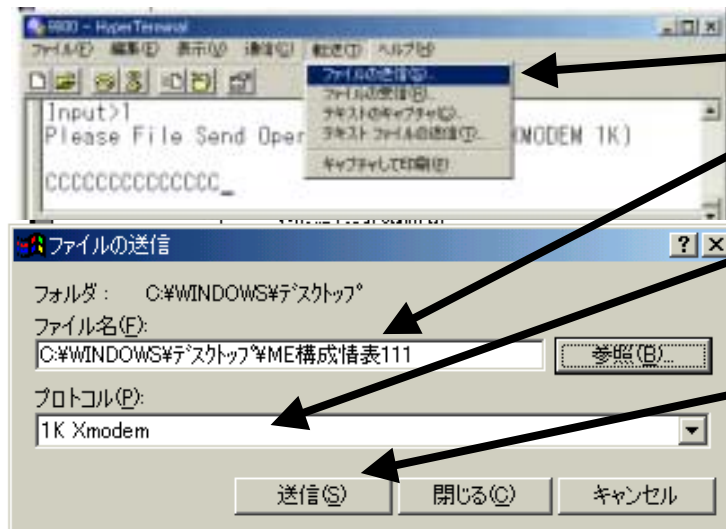 9800 - HyperTerminal
ファイル(F) 編集(E) 表示(V) 通信(C) 転送(T) ヘルプ(H)
ファイルの送信(S)...
ファイルの受信(R)...
テキストのキャプチャ(C)...
テキスト ファイルの送信(T)...
キャプチャして印刷(P)
Input>1
Please File Send Oper XMODEM 1K)
CCCCCCCCCCCCCC_
ファイルの送信
フォルダ： C:¥WINDOWS¥デスクトップ
ファイル名(F):
C:¥WINDOWS¥デスクトップ¥ME構成情表111
参照(B)...
プロトコル(P):
1K Xmodem
送信(S) 閉じる(C) キャンセル